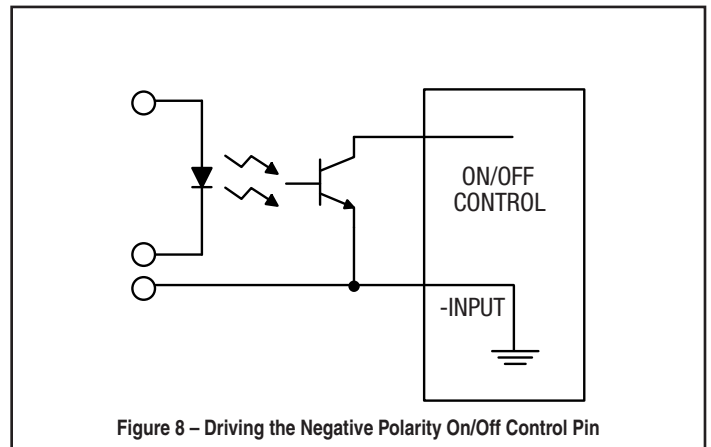 ON/OFF
CONTROL
-INPUT
Figure 8 – Driving the Negative Polarity On/Off Control Pin